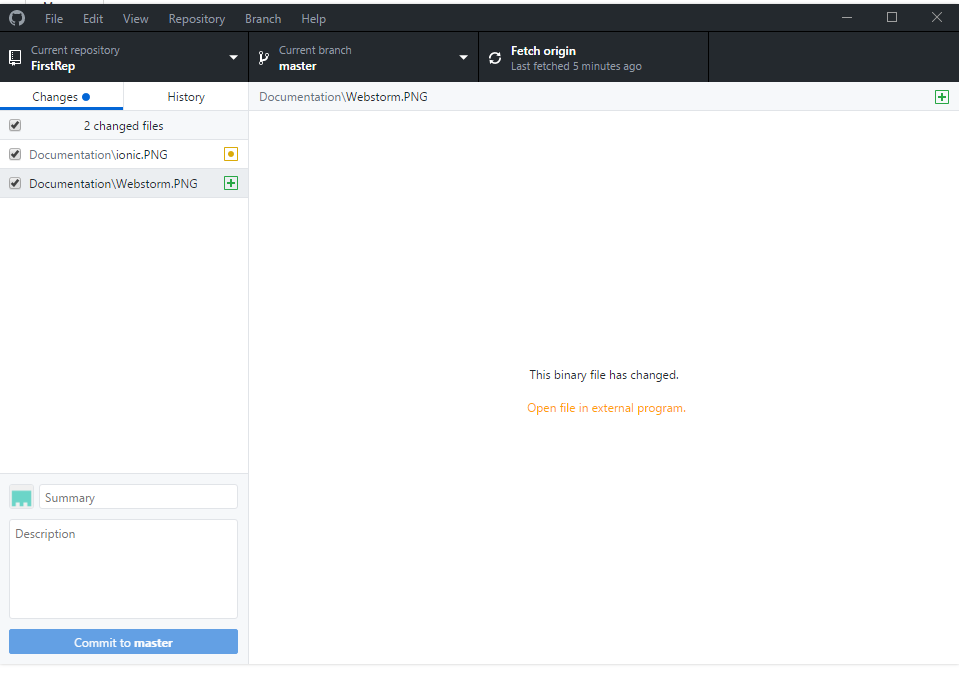 File Edit View Repository Branch Help
Current repository
FirstRep
Current branch
master
Fetch origin
Last fetched 5 minutes ago
Changes
History
Documentation\Webstorm.PNG
2 changed files
Documentation\ionic.PNG
Documentation\Webstorm.PNG
This binary file has changed.
Open file in external program.
Summary
Description
Commit to master